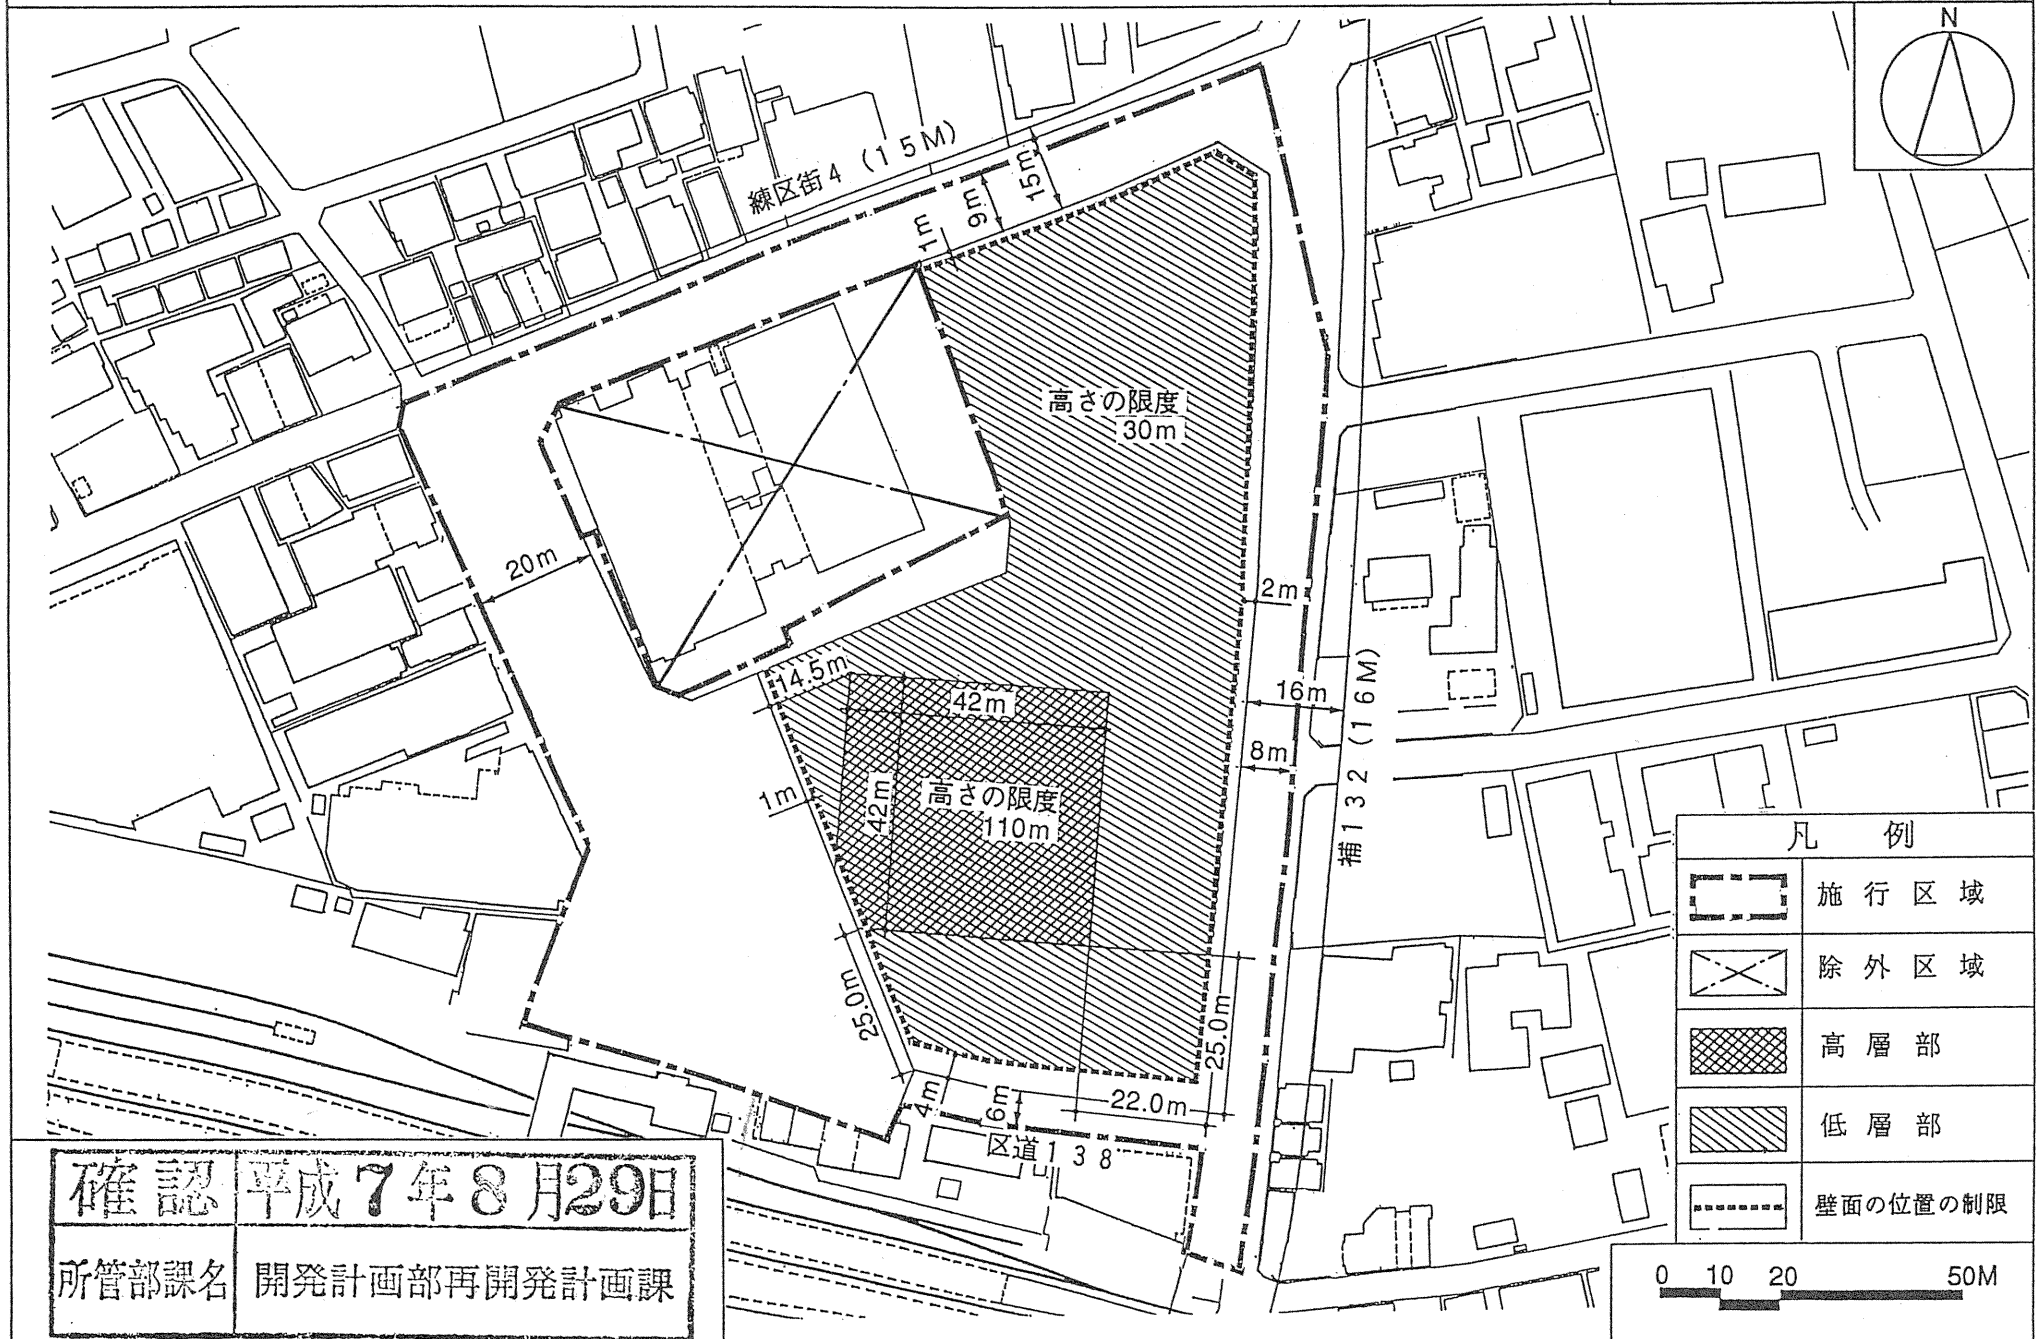 N
練区街4（15M）
15m
9m
1m
高さの限度
30m
20m
2m
14.5m
42m
16m
8m
補132（16M）
42m
高さの限度
110m
1m
25.0m
25.0m
4m
6m
22.0m
区道138
凡 例
施行区域
除外区域
高層部
低層部
壁面の位置の制限
0 10 20 50M
確認 平成7年8月29日
所管部課名 開発計画部再開発計画課